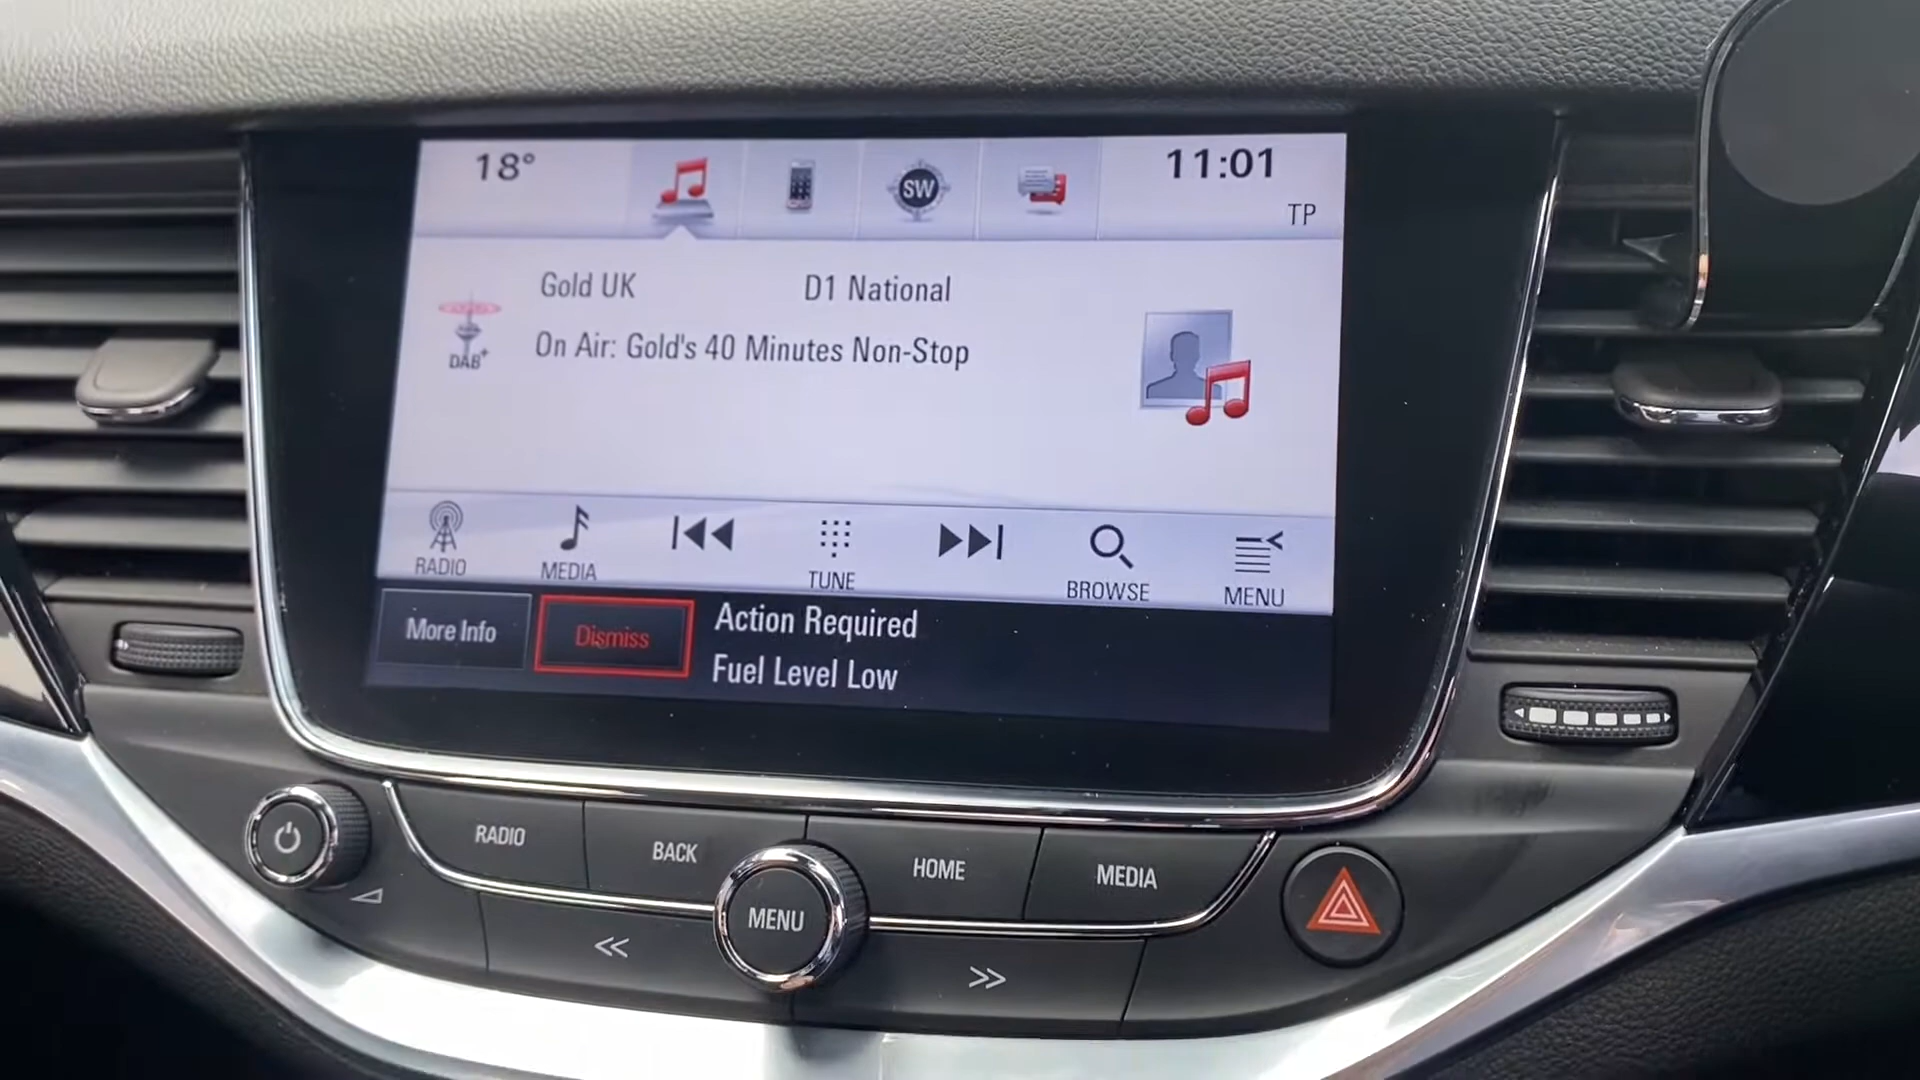 18°
SW
11:01
TP
Gold UK
D1 National
On Air: Gold's 40 Minutes Non-Stop
DAB+
RADIO
MEDIA
TUNE
BROWSE
MENU
More Info
Dismiss
Action Required
Fuel Level Low
RADIO
BACK
MENU
HOME
MEDIA